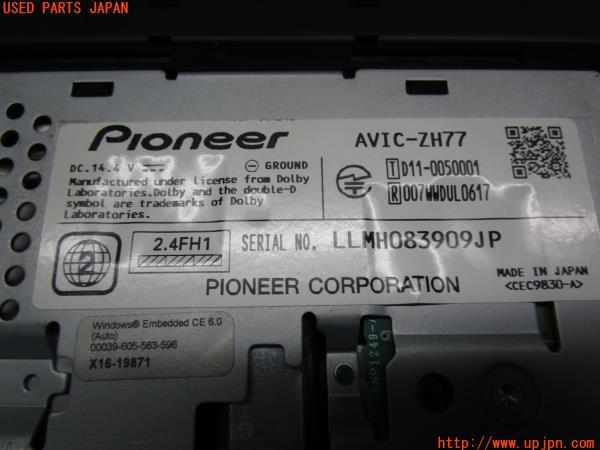 USED PARTS JAPAN
Pioneer
AVIC-ZH77
DC.14.4 V
GROUND
Manufactured under license from Dolby
Laboratories.Dolby and the double-D
symbol are trademarks of Dolby
Laboratories.
T D11-0050001
R 007WWDUL0617
2
2.4FH1
SERIAL NO. LLMH083909JP
PIONEER CORPORATION
MADE IN JAPAN
<CEC9830-A>
Windows® Embedded CE 6.0
(Auto)
00039-605-563-596
X16-19871
ENP1249-
http://www.upjpn.com/